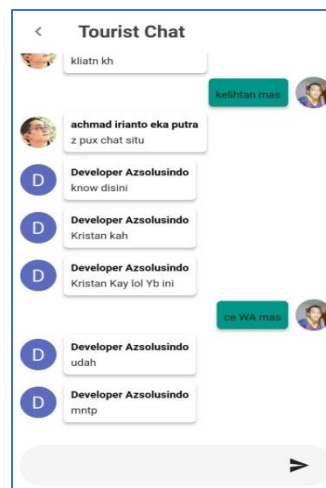 Tourist Chat
kliatn kh
kelihtan mas
achmad irianto eka putra
z pux chat situ
D
Developer Azsolusindo
know disini
D
Developer Azsolusindo
Kristan kah
D
Developer Azsolusindo
Kristan Kay lol Yb ini
ce WA mas
D
Developer Azsolusindo
udah
D
Developer Azsolusindo
mntp